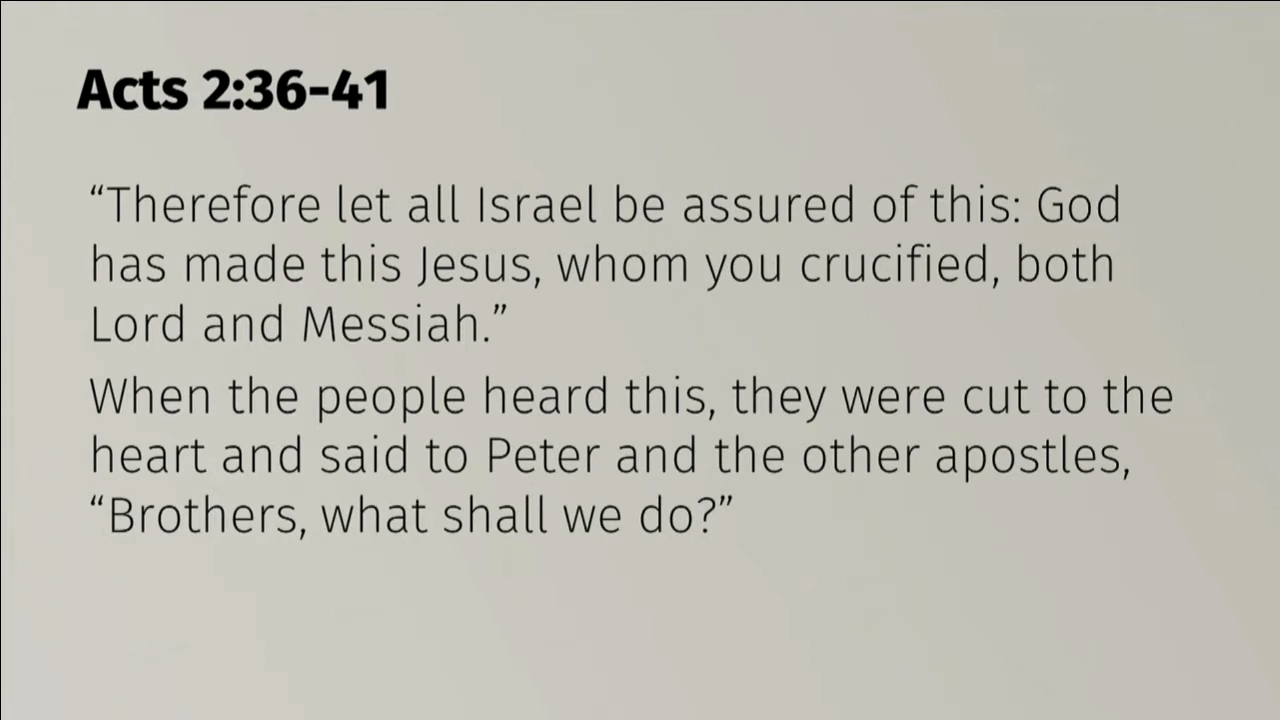 Acts 2:36-41
“Therefore let all Israel be assured of this: God
has made this Jesus, whom you crucified, both
Lord and Messiah.”
When the people heard this, they were cut to the
heart and said to Peter and the other apostles,
“Brothers, what shall we do?”